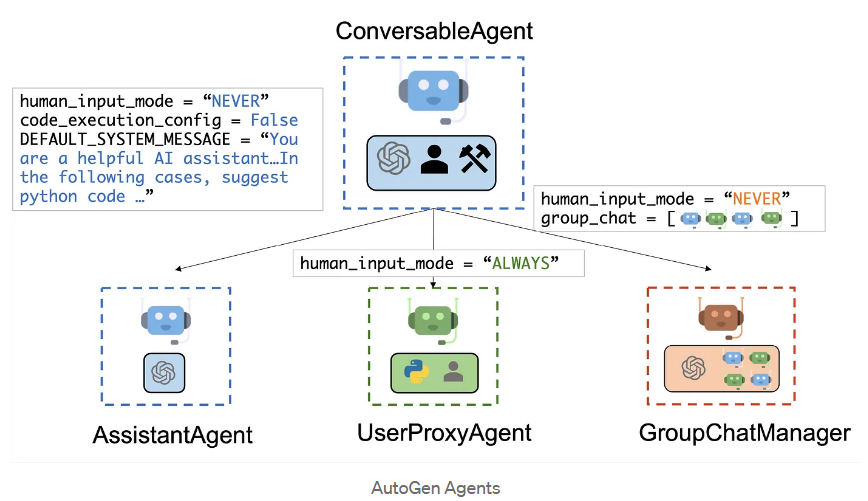 ConversableAgent
human_input_mode = “NEVER”
code_execution_config = False
DEFAULT_SYSTEM_MESSAGE = “You
are a helpful AI assistant…In
the following cases, suggest
python code …”
human_input_mode = “NEVER”
group_chat = [ ]
human_input_mode = “ALWAYS”
AssistantAgent
UserProxyAgent
GroupChatManager
AutoGen Agents